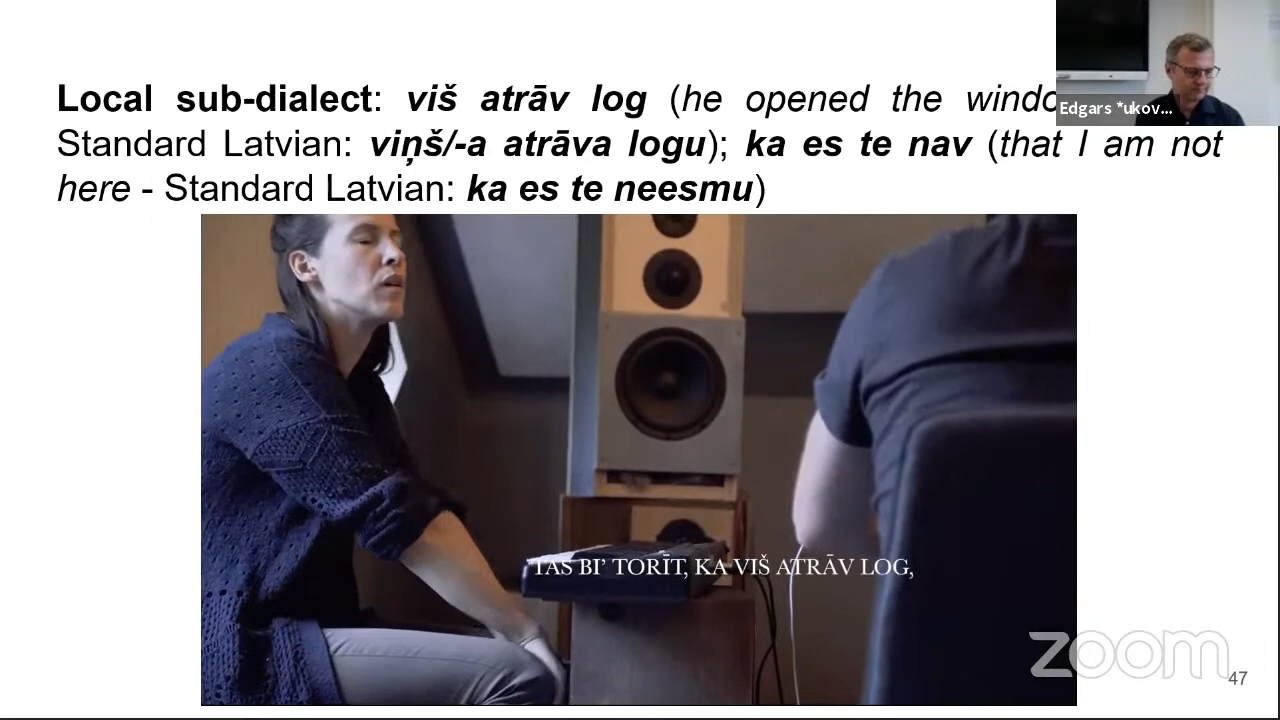 Local sub-dialect: viš atrāv log (he opened the windo
Edgars *ukov...
Standard Latvian: viņš/-a atrāva logu); ka es te nav (that I am not
here - Standard Latvian: ka es te neesmu)
TAS BI’ TORĪT, KA VIŠ ATRĀV LOG,
zoom
47